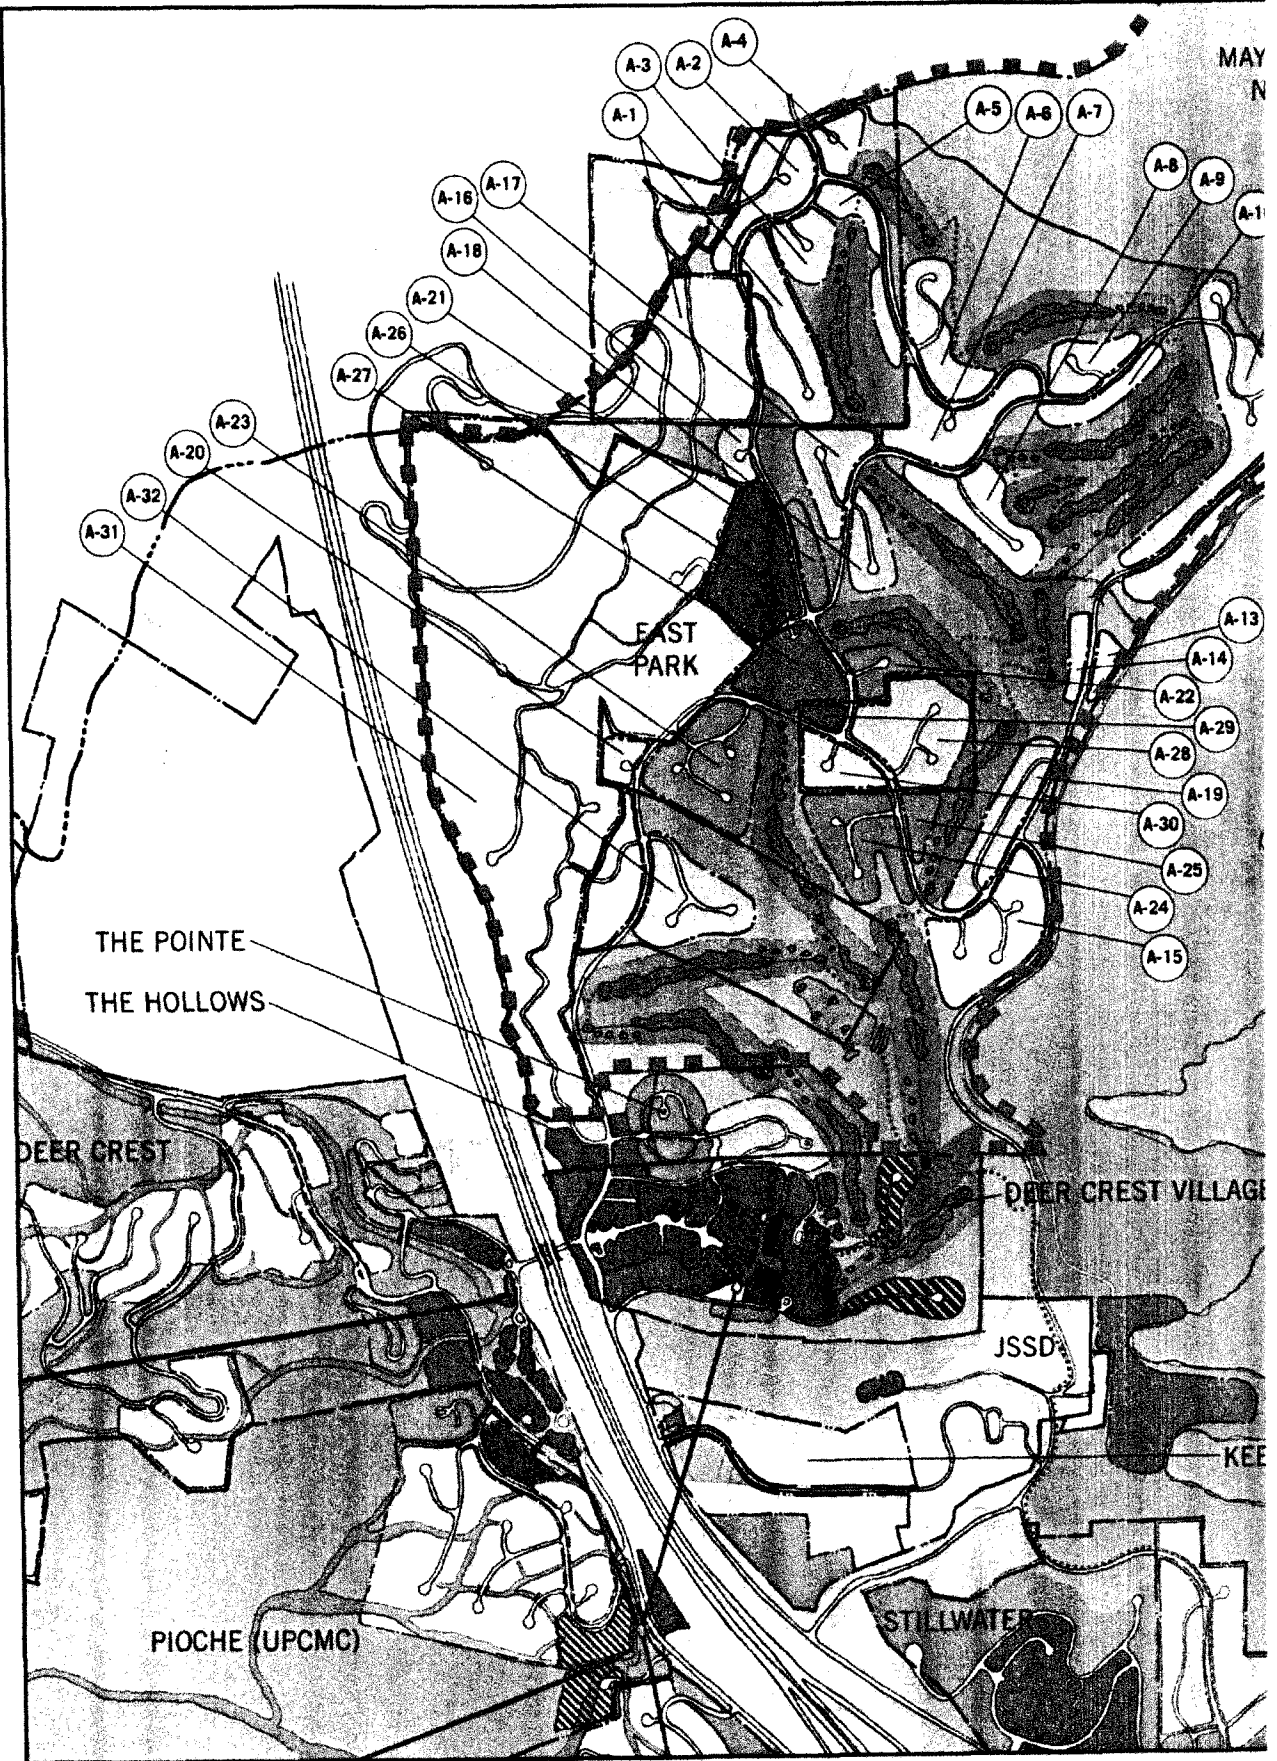 A-4
A-3
A-2
MAY
N
A-1
A-5
A-6
A-7
A-8
A-9
A-17
A-16
A-18
A-21
A-26
A-27
A-23
A-20
A-32
A-31
EAST
PARK
A-13
A-14
A-22
A-29
A-28
A-19
A-30
A-25
A-24
A-15
THE POINTE
THE HOLLOWS
DEER CREST
DEER CREST VILLAGE
JSSD
KEE
STILLWATER
PIOCHE (UPCMC)